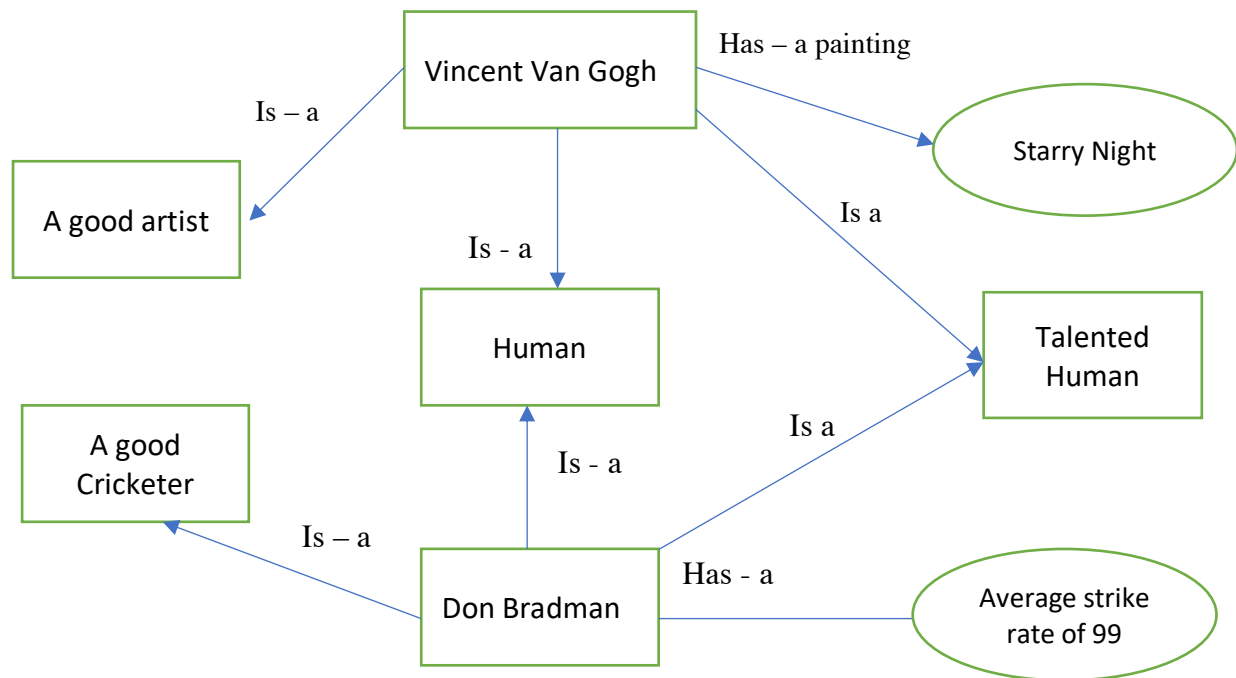 Has – a painting
Vincent Van Gogh
Is – a
Starry Night
A good artist
Is a
Is - a
Human
Talented
Human
A good
Cricketer
Is a
Is - a
Is – a
Has - a
Don Bradman
Average strike
rate of 99